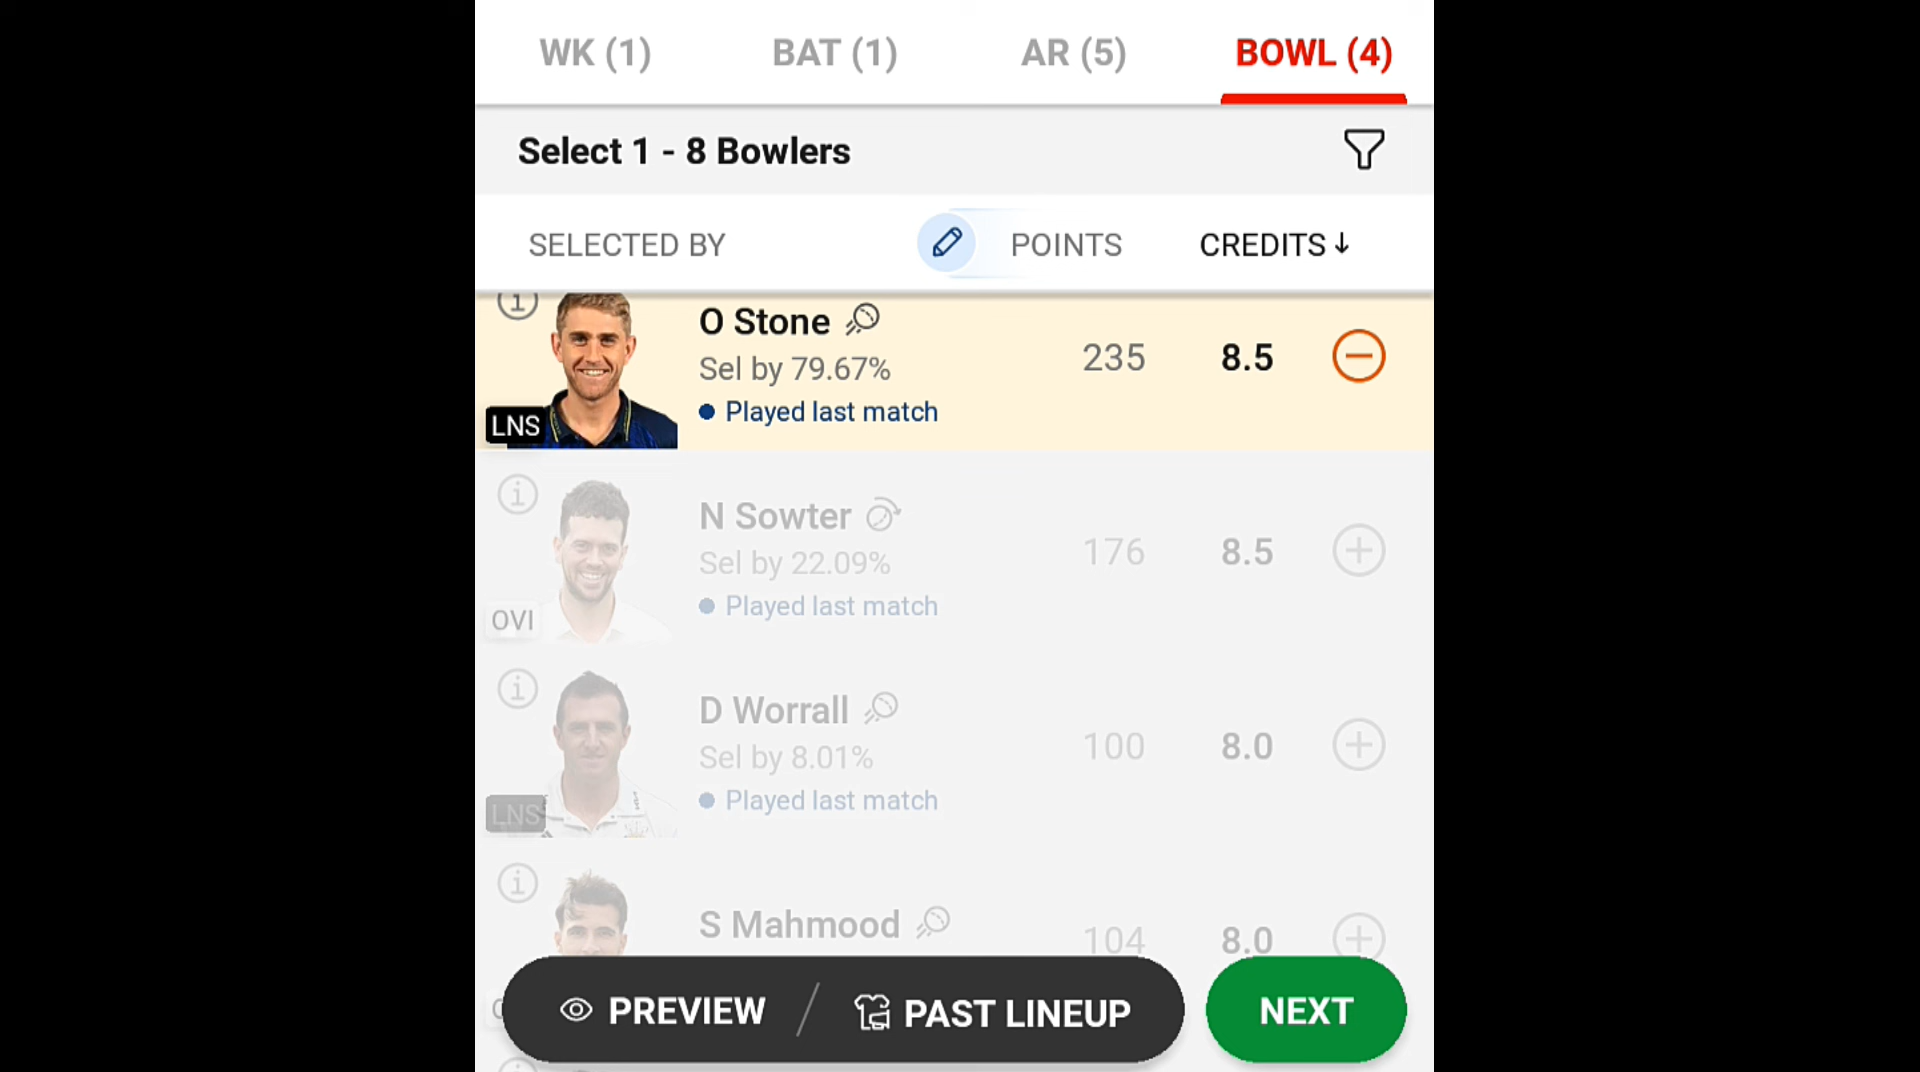 WK (1) BAT (1) AR (5) BOWL (4)
Select 1 - 8 Bowlers
SELECTED BY POINTS CREDITS↓
O Stone
Sel by 79.67%
235 8.5
Played last match
LNS
N Sowter
Sel by 22.09%
176 8.5
Played last match
OVI
D Worrall
Sel by 8.01%
100 8.0
Played last match
LNS
S Mahmood
104 8.0
PREVIEW / PAST LINEUP NEXT